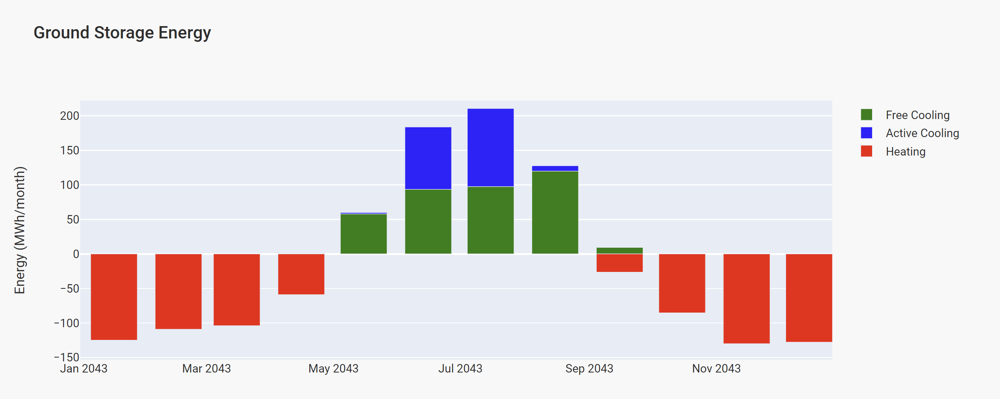 Ground Storage Energy
Energy (MWh/month)
200
150
100
50
0
−50
−100
−150
Jan 2043
Mar 2043
May 2043
Jul 2043
Sep 2043
Nov 2043
Free Cooling
Active Cooling
Heating